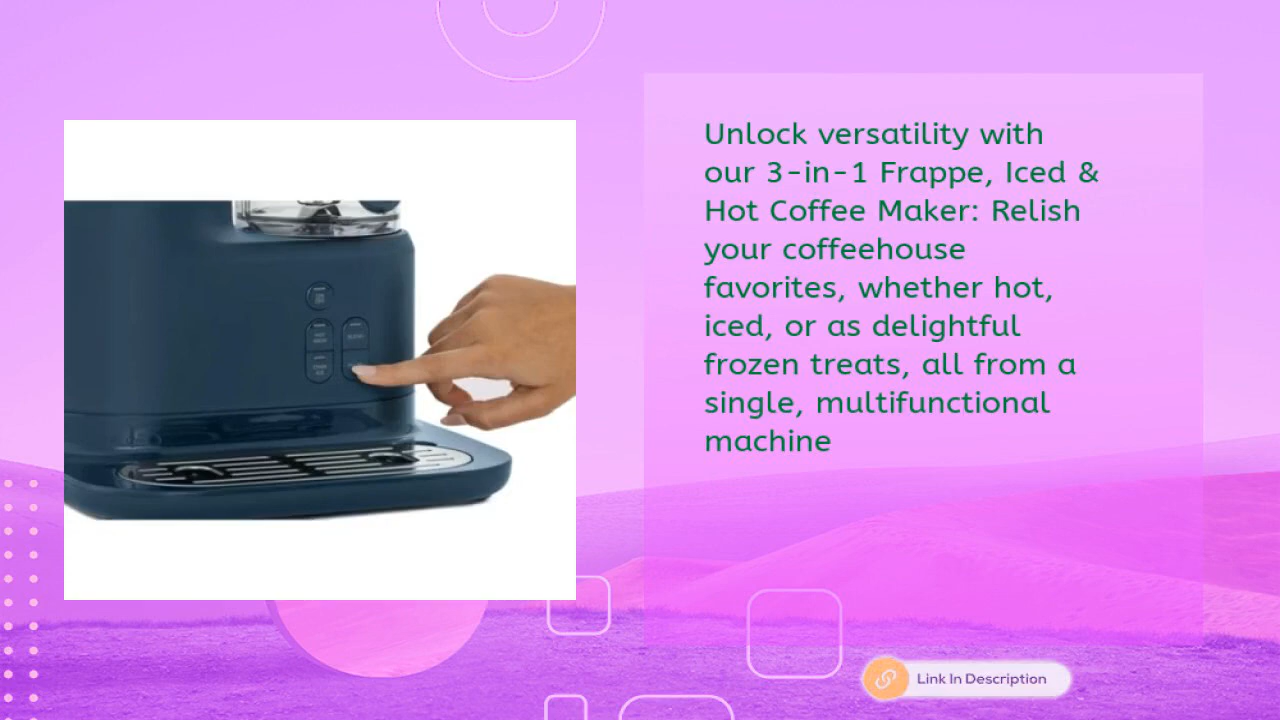 Unlock versatility with
our 3-in-1 Frappe, Iced &
Hot Coffee Maker: Relish
your coffeehouse
favorites, whether hot,
iced, or as delightful
frozen treats, all from a
single, multifunctional
machine
Link In Description